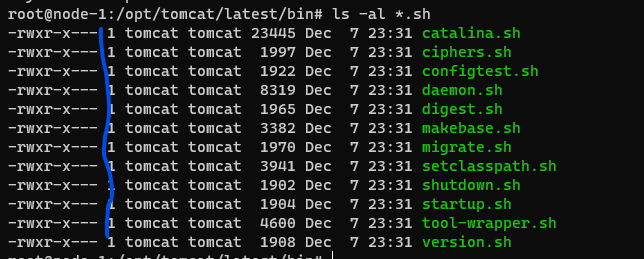 root@node-1:/opt/tomcat/latest/bin# ls -al *.sh
-rwxr-x--- 1 tomcat tomcat 23445 Dec  7 23:31 catalina.sh
-rwxr-x--- 1 tomcat tomcat  1997 Dec  7 23:31 ciphers.sh
-rwxr-x--- 1 tomcat tomcat  1922 Dec  7 23:31 configtest.sh
-rwxr-x--- 1 tomcat tomcat  8319 Dec  7 23:31 daemon.sh
-rwxr-x--- 1 tomcat tomcat  1965 Dec  7 23:31 digest.sh
-rwxr-x--- 1 tomcat tomcat  3382 Dec  7 23:31 makebase.sh
-rwxr-x--- 1 tomcat tomcat  1970 Dec  7 23:31 migrate.sh
-rwxr-x--- 1 tomcat tomcat  3941 Dec  7 23:31 setclasspath.sh
-rwxr-x--- 1 tomcat tomcat  1902 Dec  7 23:31 shutdown.sh
-rwxr-x--- 1 tomcat tomcat  1904 Dec  7 23:31 startup.sh
-rwxr-x--- 1 tomcat tomcat  4600 Dec  7 23:31 tool-wrapper.sh
-rwxr-x--- 1 tomcat tomcat  1908 Dec  7 23:31 version.sh
root@node-1:/opt/tomcat/latest/bin#